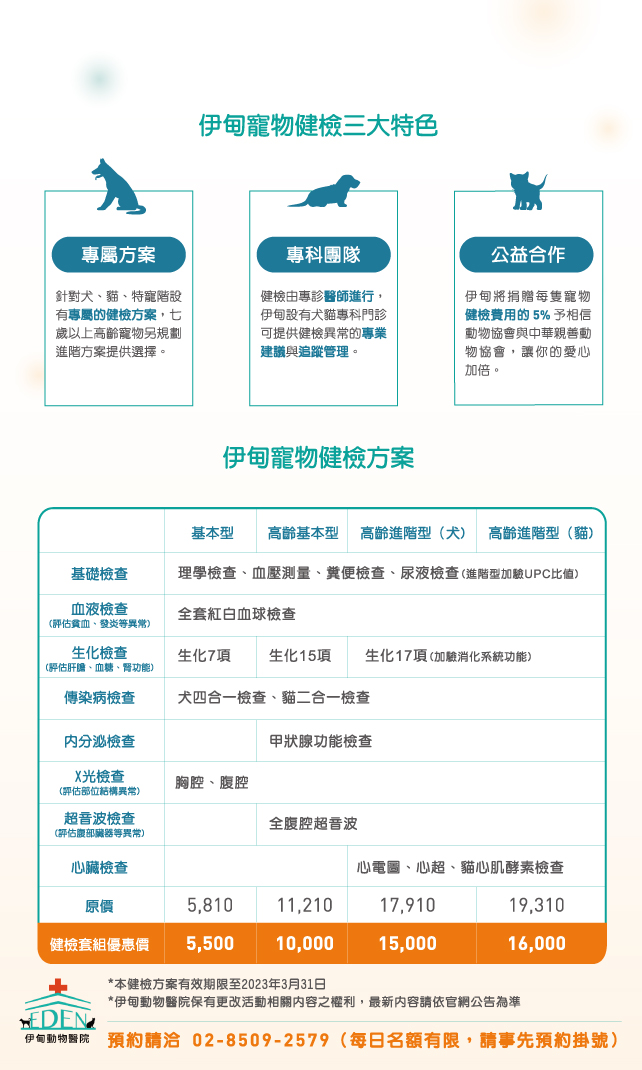 伊甸寵物健檢三大特色
專屬方案
針對犬、貓、特寵階設
有專屬的健檢方案，七
歲以上高齡寵物另規劃
進階方案提供選擇。
專科團隊
健檢由專診醫師進行，
伊甸設有犬貓專科門診
可提供健檢異常的專業
建議與追蹤管理。
公益合作
伊甸將捐贈每隻寵物
健檢費用的 5% 予相信
動物協會與中華親善動
物協會，讓你的愛心
加倍。
伊甸寵物健檢方案
基本型 高齡基本型 高齡進階型（犬） 高齡進階型（貓）
基礎檢查 理學檢查、血壓測量、糞便檢查、尿液檢查(進階型加驗UPC比值)
血液檢查 全套紅白血球檢查
(評估貧血、發炎等異常)
生化檢查 生化7項 生化15項 生化17項(加驗消化系統功能)
(評估肝膽、血糖、腎功能)
傳染病檢查 犬四合一檢查、貓二合一檢查
內分泌檢查 甲狀腺功能檢查
X光檢查 胸腔、腹腔
(評估部位結構異常)
超音波檢查 全腹腔超音波
(評估腹部臟器等異常)
心臟檢查 心電圖、心超、貓心肌酵素檢查
原價 5,810 11,210 17,910 19,310
健檢套組優惠價 5,500 10,000 15,000 16,000
*本健檢方案有效期限至2023年3月31日
*伊甸動物醫院保有更改活動相關內容之權利，最新內容請依官網公告為準
EDEN
伊甸動物醫院
預約請洽 02-8509-2579（每日名額有限，請事先預約掛號）